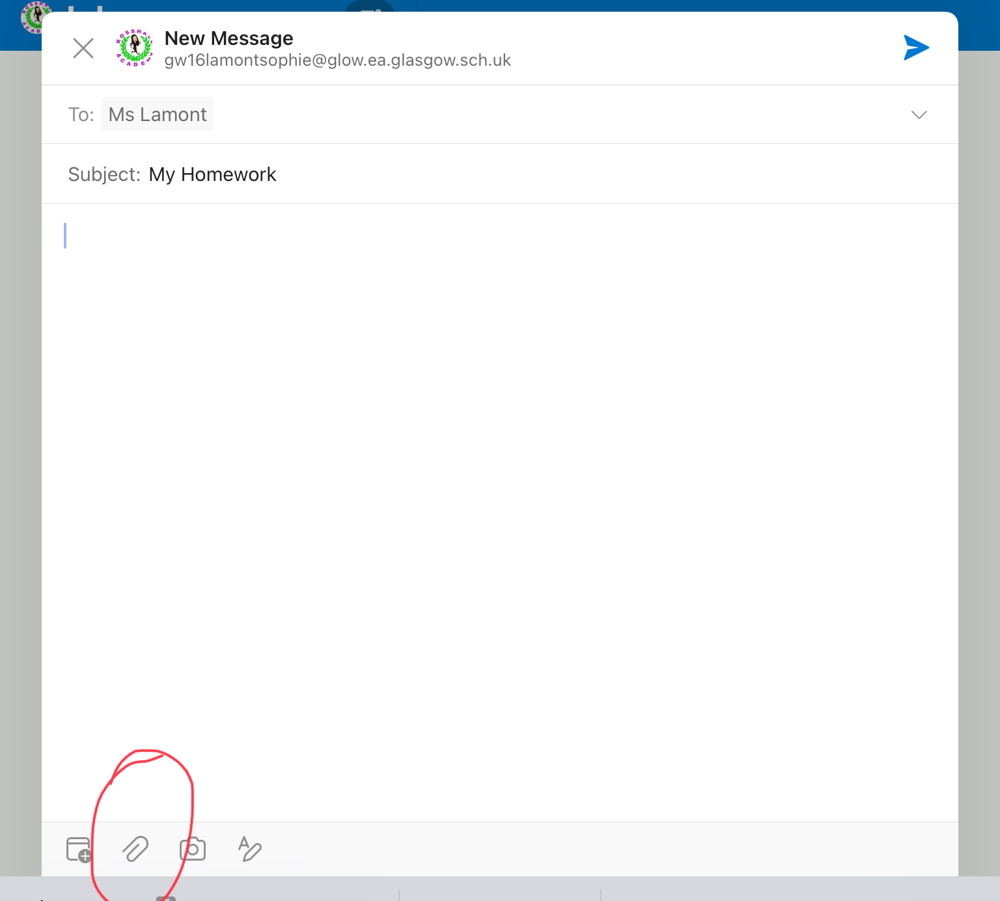 New Message
gw16lamontsophie@glow.ea.glasgow.sch.uk
To: Ms Lamont
Subject: My Homework